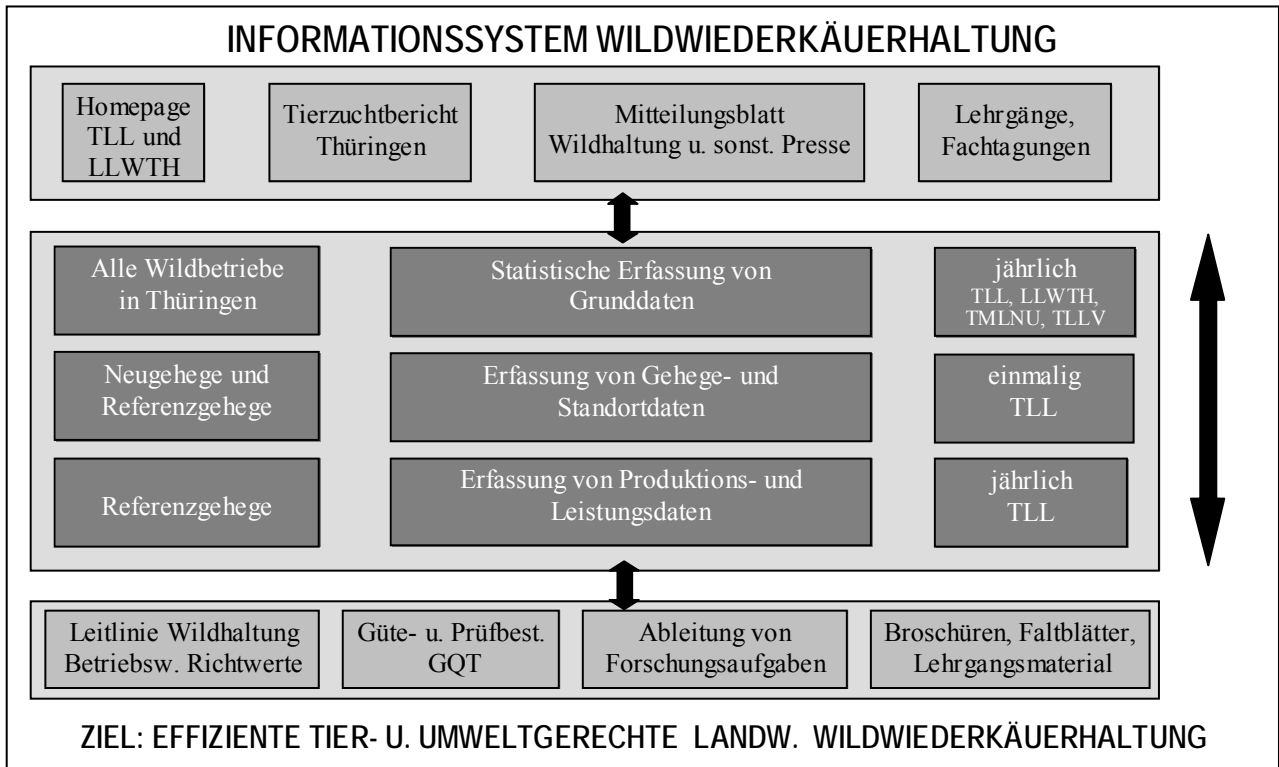 INFORMATIONSSYSTEM WILDWIEDERKÄUERHALTUNG
Homepage
TLL und
LLWTH
Tierzuchtbericht
Thüringen
Mitteilungsblatt
Wildhaltung u. sonst. Presse
Lehrgänge,
Fachtagungen
Alle Wildbetriebe
in Thüringen
Statistische Erfassung von
Grunddaten
jährlich
TLL, LLWTH,
TMLNU, TLLV
Neugehege und
Referenzgehege
Erfassung von Gehege- und
Standortdaten
einmalig
TLL
Referenzgehege
Erfassung von Produktions- und
Leistungsdaten
jährlich
TLL
Leitlinie Wildhaltung
Betriebsw. Richtwerte
Güte- u. Prüfbest.
GQT
Ableitung von
Forschungsaufgaben
Broschüren, Faltblätter,
Lehrgangsmaterial
ZIEL: EFFIZIENTE TIER- U. UMWELTGERECHTE LANDW. WILDWIEDERKÄUERHALTUNG